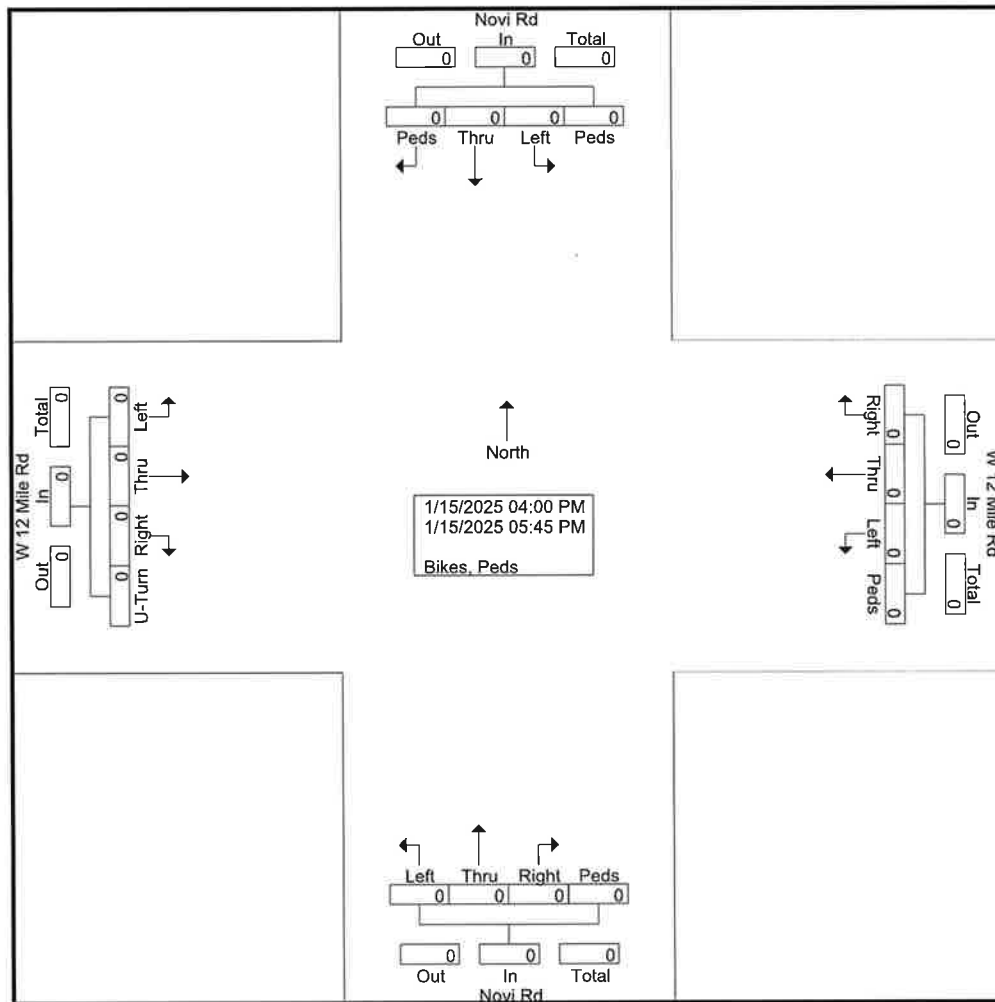 Novi Rd
Out In Total
0 0 0
0 0 0 0
Peds Thru Left Peds
W 12 Mile Rd
Total In Out
0 0 0
0 0 0 0
Left Thru Right U-Turn
North
1/15/2025 04:00 PM
1/15/2025 05:45 PM
Bikes, Peds
Right Thru Left Peds
0 0 0 0
Out In Total
0 0 0
W 12 Mile Rd
Left Thru Right Peds
0 0 0 0
0 0 0
Out In Total
Novi Rd